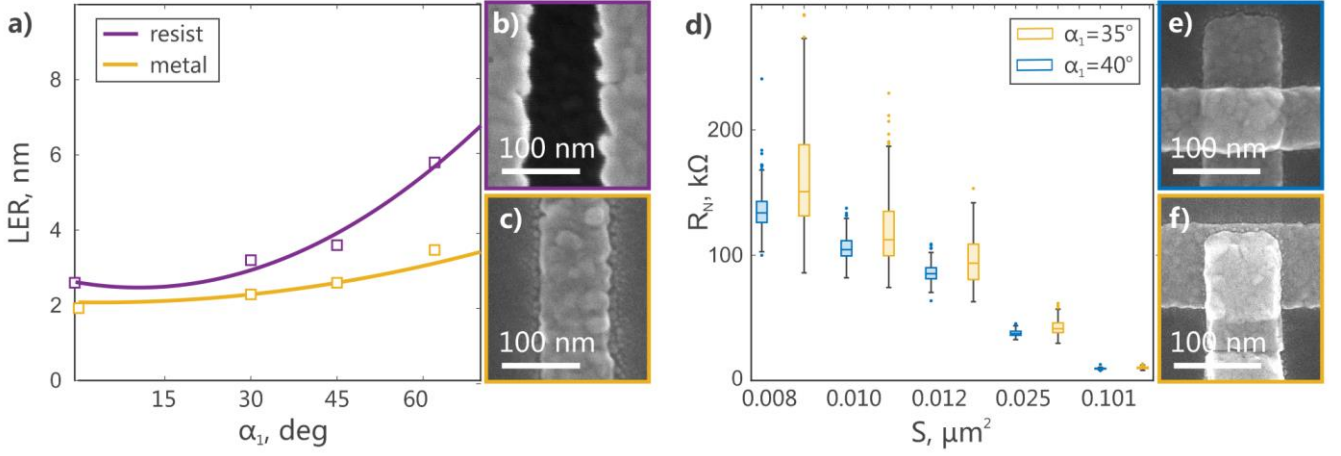 a)
resist
metal
LER, nm
0
2
4
6
8
15
30
45
60
α₁, deg
b)
100 nm
c)
100 nm
d)
α₁=35°
α₁=40°
R_N, kΩ
0
100
200
0.008
0.010
0.012
0.025
0.101
S, μm²
e)
100 nm
f)
100 nm